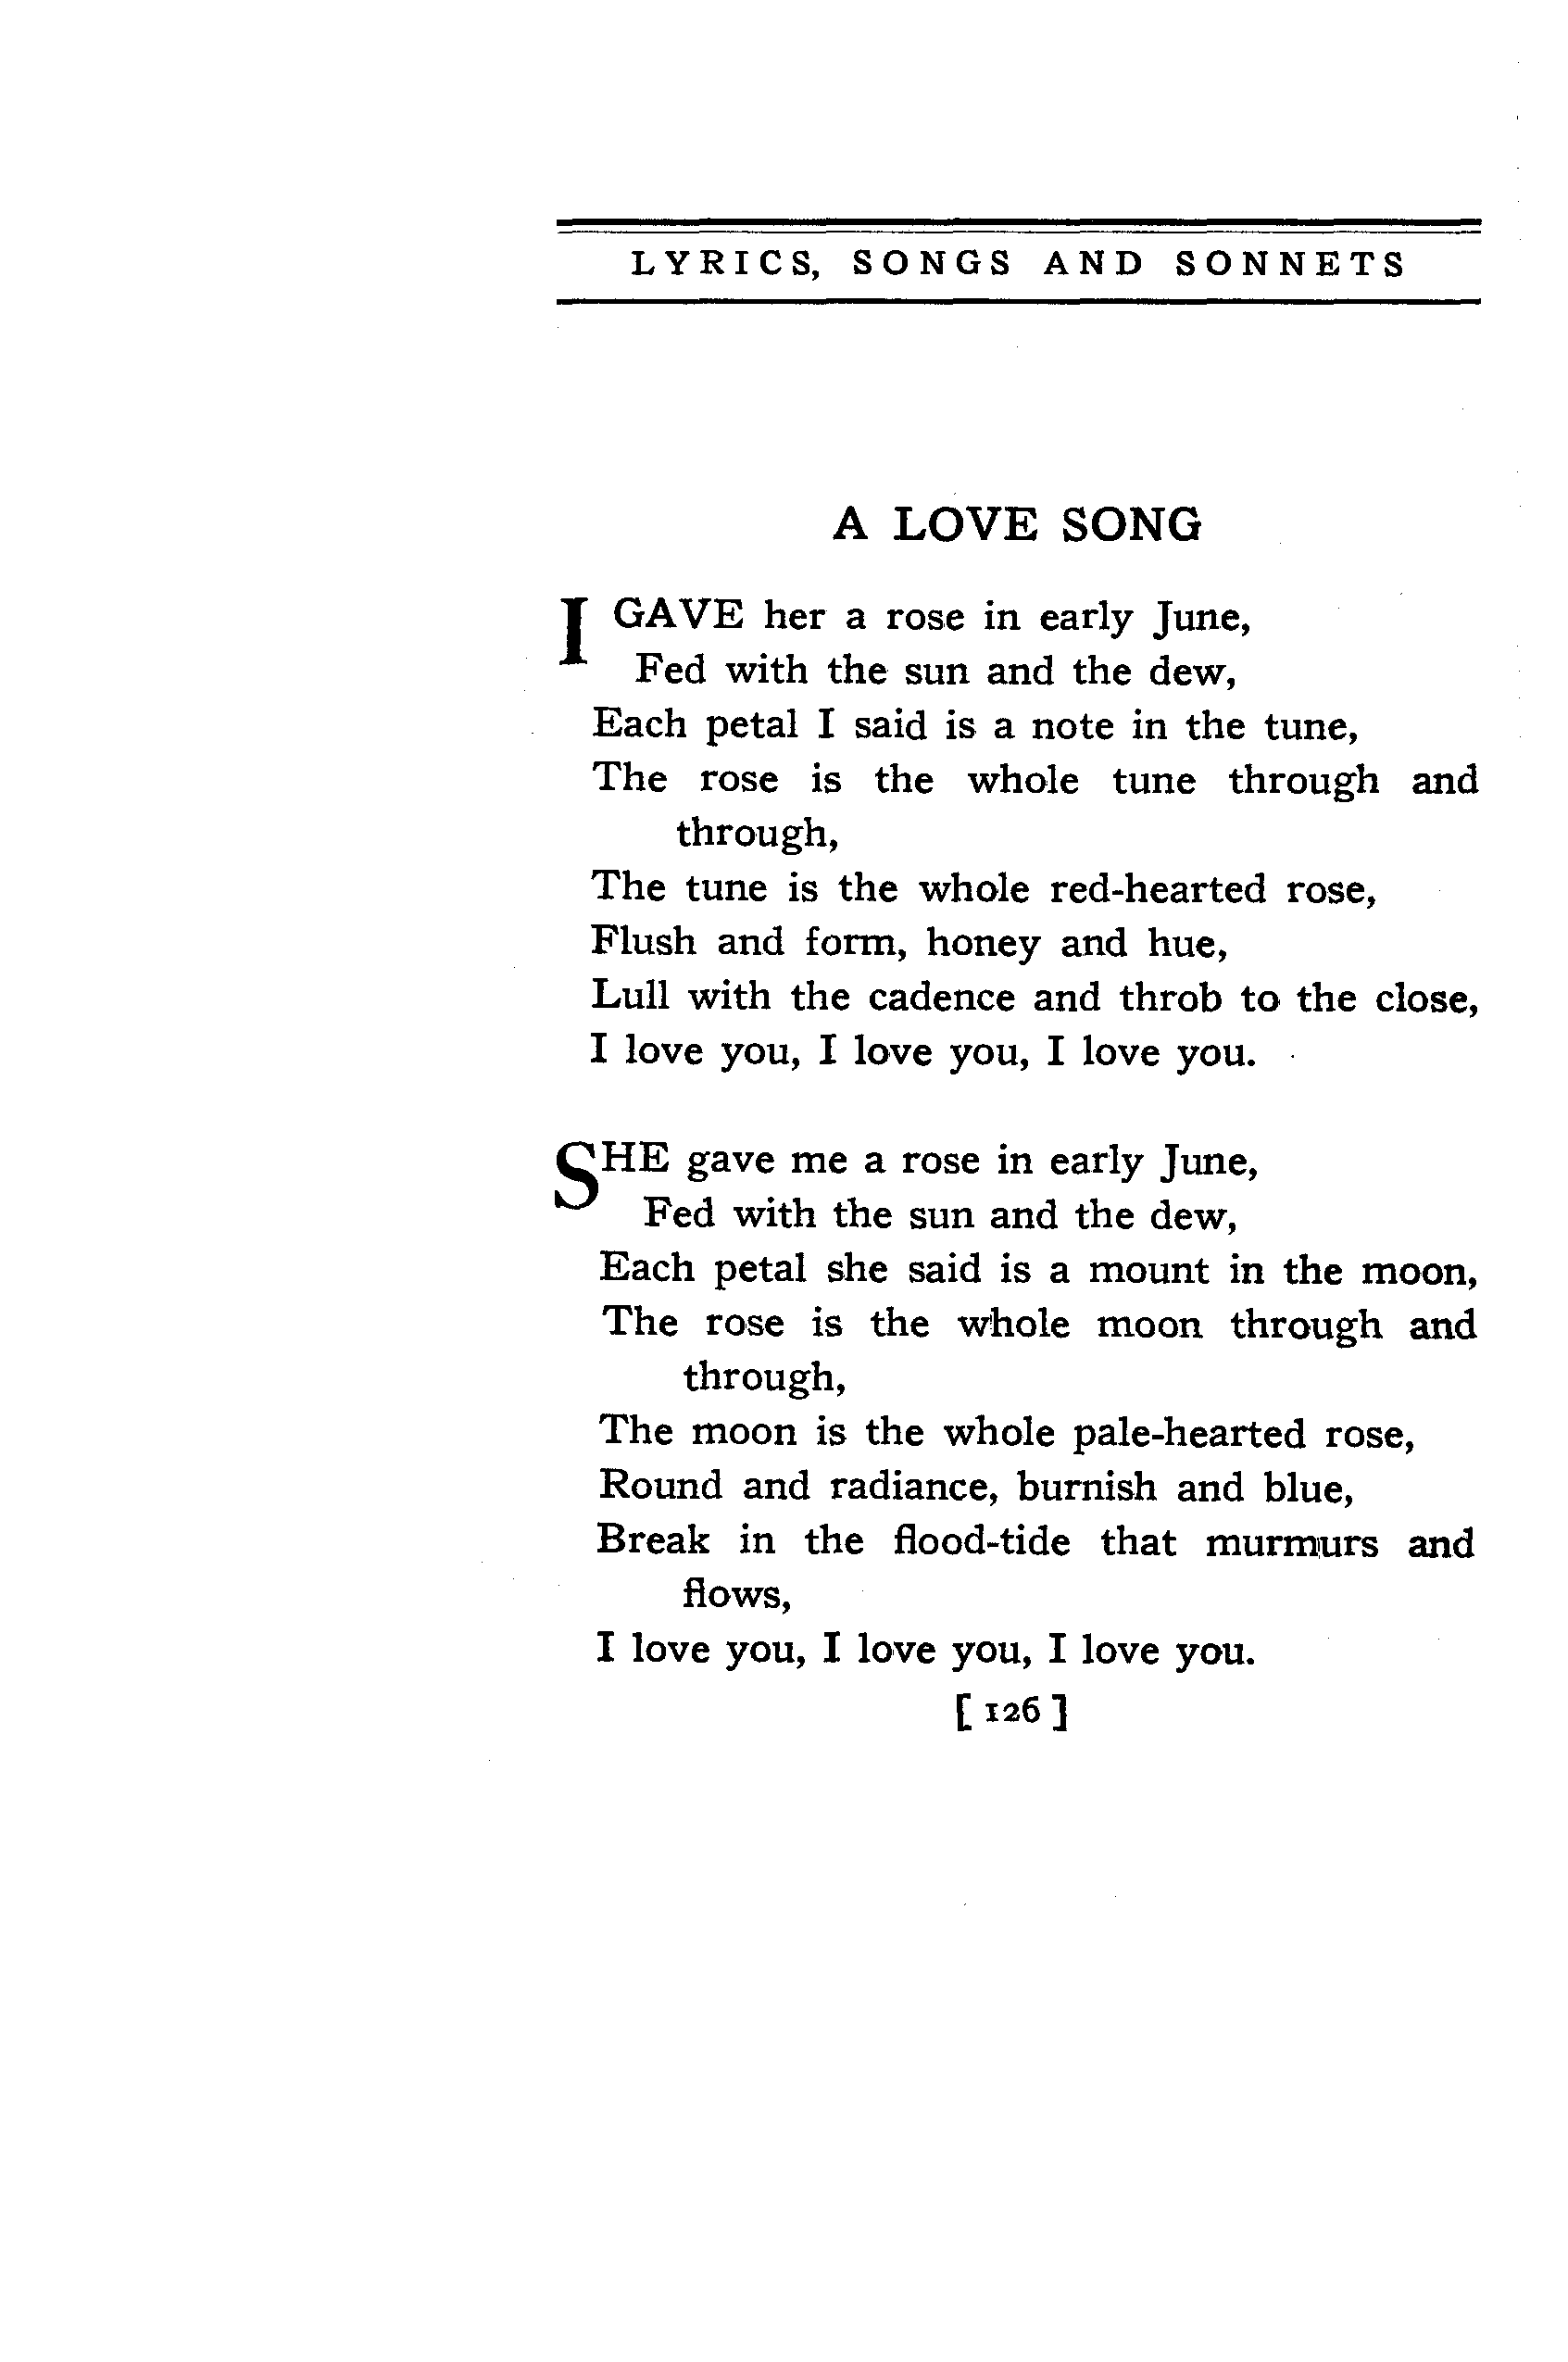 LYRICS, SONGS AND SONNETS
A LOVE SONG
I GAVE her a rose in early June,
Fed with the sun and the dew,
Each petal I said is a note in the tune,
The rose is the whole tune through and
through,
The tune is the whole red-hearted rose,
Flush and form, honey and hue,
Lull with the cadence and throb to the close,
I love you, I love you, I love you.
SHE gave me a rose in early June,
Fed with the sun and the dew,
Each petal she said is a mount in the moon,
The rose is the whole moon through and
through,
The moon is the whole pale-hearted rose,
Round and radiance, burnish and blue,
Break in the flood-tide that murmurs and
flows,
I love you, I love you, I love you.
[ 126 ]